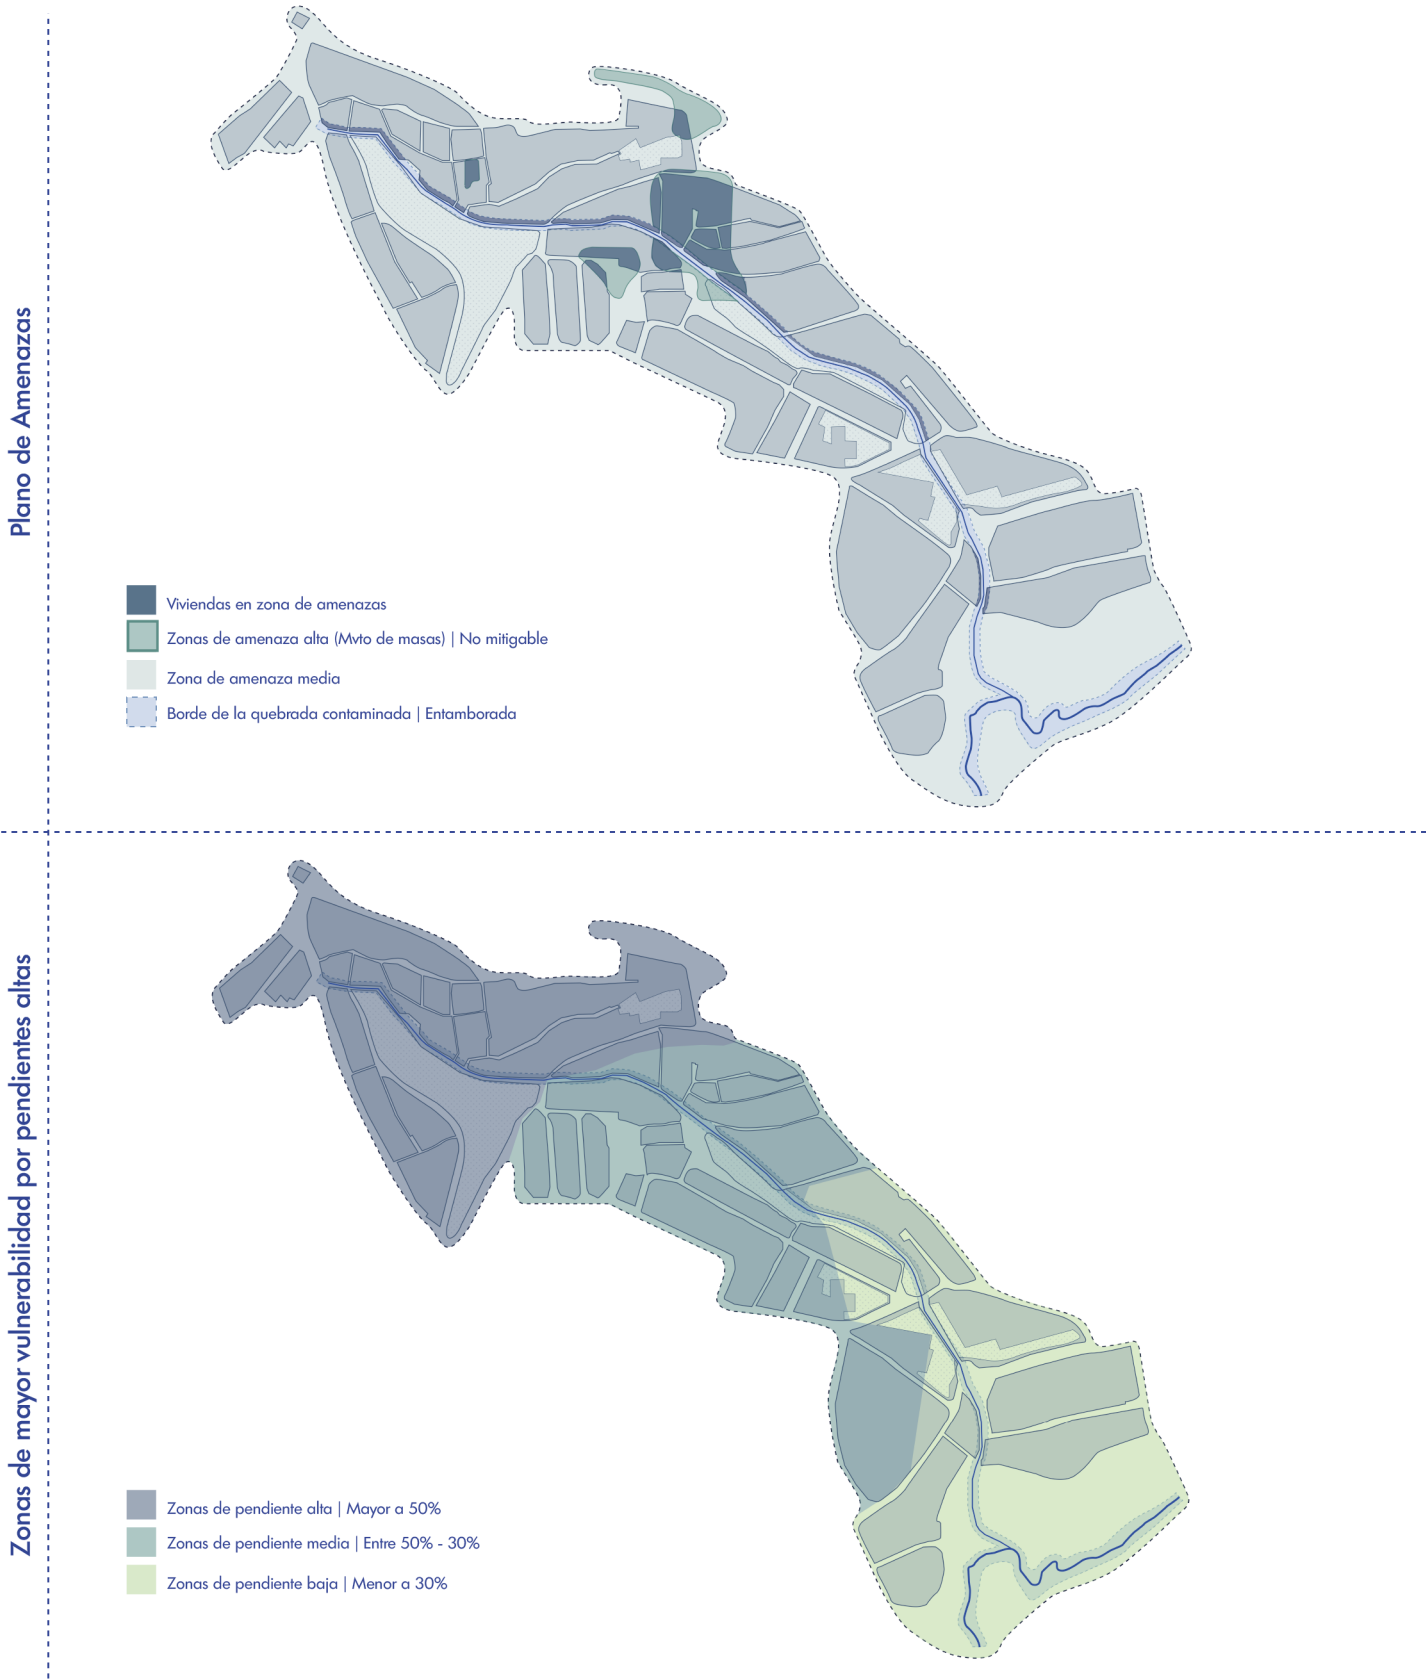 Plano de Amenazas
Viviendas en zona de amenazas
Zonas de amenaza alta (Mvto de masas) | No mitigable
Zona de amenaza media
Borde de la quebrada contaminada | Entamborada
Zonas de mayor vulnerabilidad por pendientes altas
Zonas de pendiente alta | Mayor a 50%
Zonas de pendiente media | Entre 50% - 30%
Zonas de pendiente baja | Menor a 30%